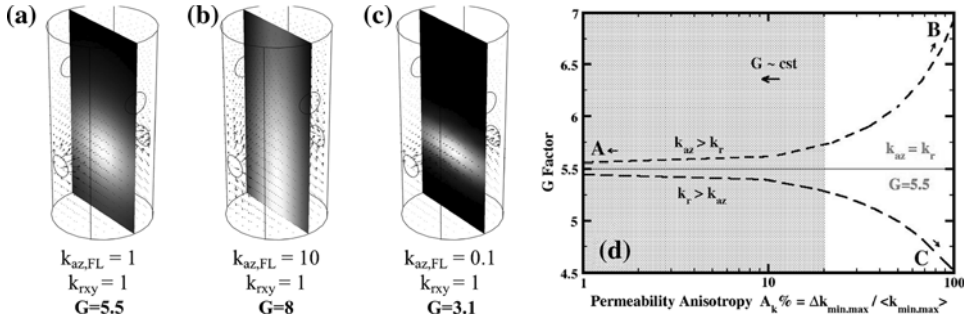 (a)
(b)
(c)
k_az,FL = 1
k_rxy = 1
G=5.5
k_az,FL = 10
k_rxy = 1
G=8
k_az,FL = 0.1
k_rxy = 1
G=3.1
7
6.5
6
5.5
5
4.5
G Factor
B
G ~ cst
A
k_az > k_r
k_az = k_r
k_r > k_az
G=5.5
(d)
C
1
10
100
Permeability Anisotropy A_k % = Δk_min,max / <k_min,max>